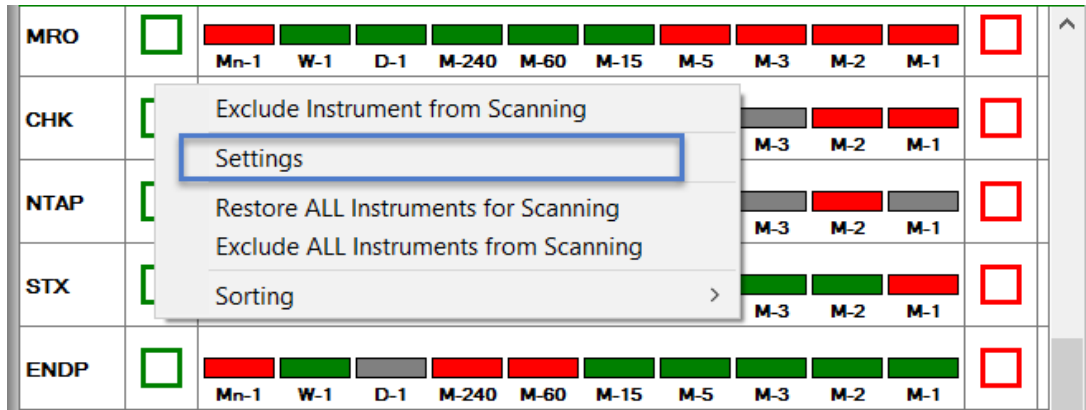 MRO
Mn-1 W-1 D-1 M-240 M-60 M-15 M-5 M-3 M-2 M-1
Exclude Instrument from Scanning
CHK
M-3 M-2 M-1
Settings
NTAP
Restore ALL Instruments for Scanning
M-3 M-2 M-1
Exclude ALL Instruments from Scanning
STX
Sorting
M-3 M-2 M-1
ENDP
Mn-1 W-1 D-1 M-240 M-60 M-15 M-5 M-3 M-2 M-1